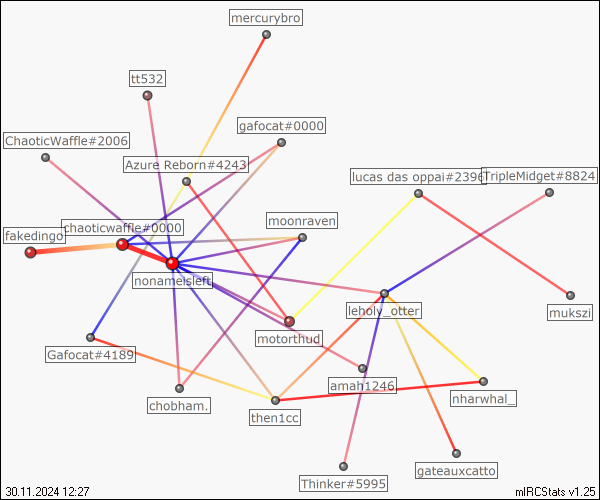 mercurybro
tt532
gafocat#0000
ChaoticWaffle#2006
Azure Reborn#4243
lucas das oppai#2396
TripleMidget#8824
moonraven
chaoticwaffle#0000
fakedingo
nonameisleft
leholy_otter
mukszi
motorthud_
Gafocat#4189
amah1246
nharwhal_
chobham.
then1cc
gateauxcatto
Thinker#5995
30.11.2024 12:27
mIRCStats v1.25